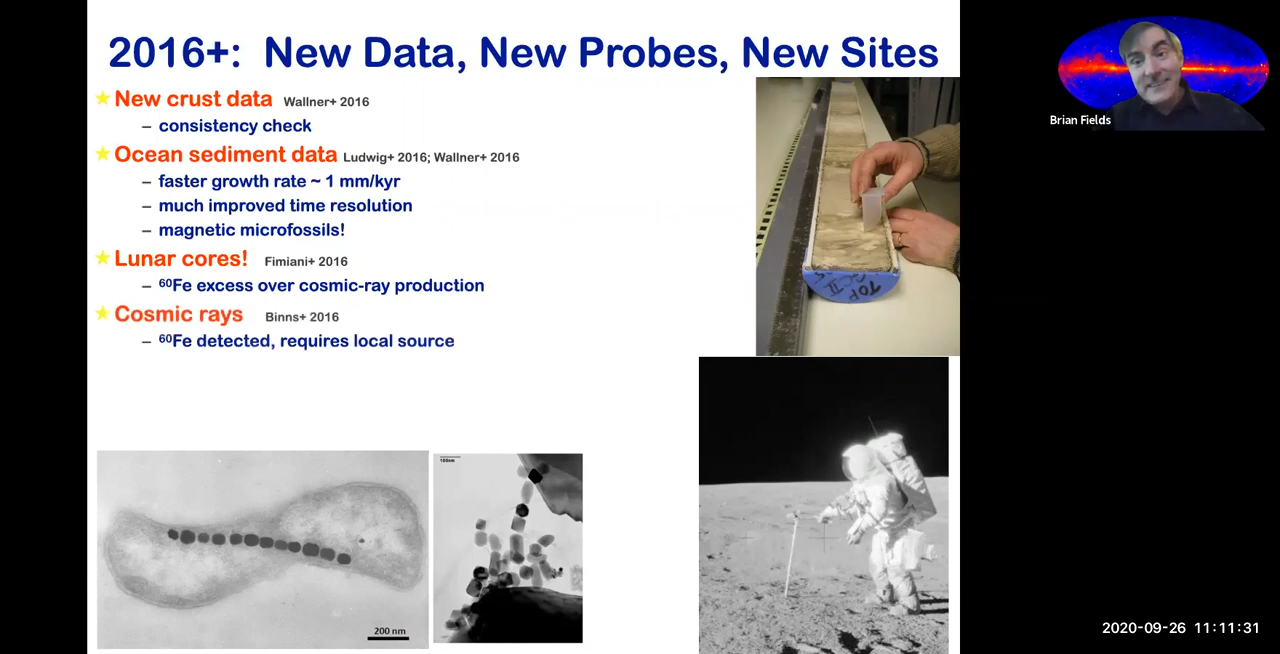 2016+: New Data, New Probes, New Sites
New crust data Wallner+ 2016
– consistency check
Ocean sediment data Ludwig+ 2016; Wallner+ 2016
– faster growth rate ~ 1 mm/kyr
– much improved time resolution
– magnetic microfossils!
Lunar cores! Fimiani+ 2016
– ⁶⁰Fe excess over cosmic-ray production
Cosmic rays Binns+ 2016
– ⁶⁰Fe detected, requires local source
Brian Fields
TOP
100nm
200 nm
2020-09-26 11:11:31